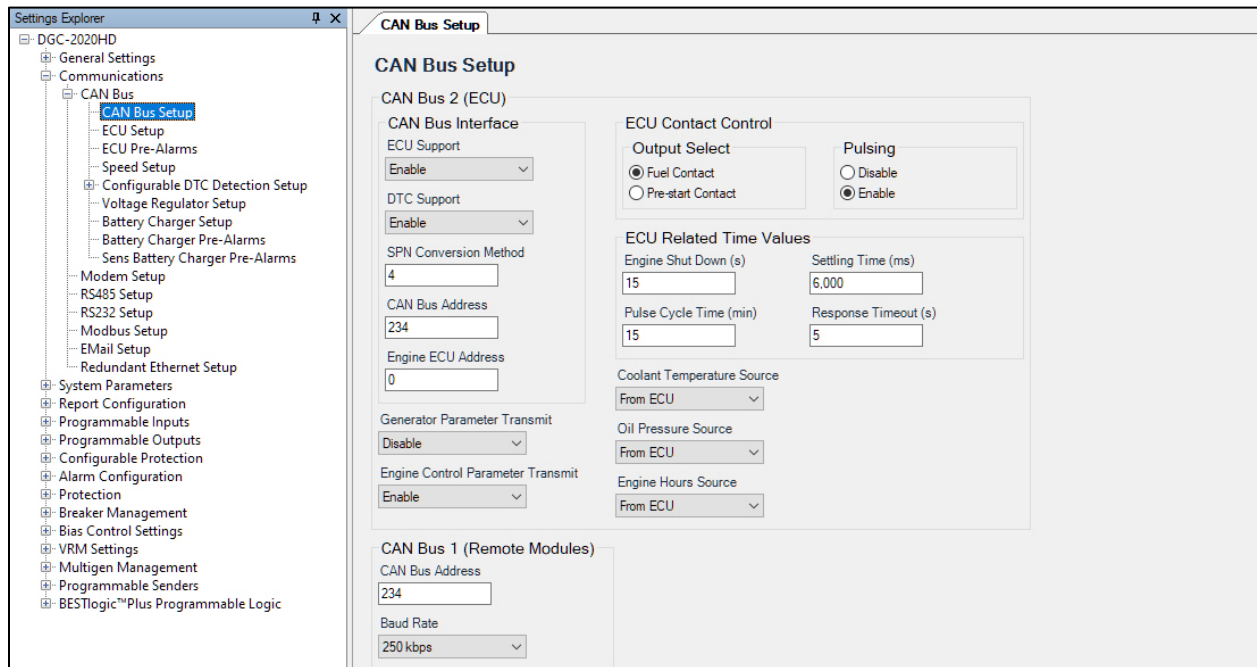 Settings Explorer
DGC-2020HD
General Settings
Communications
CAN Bus
CAN Bus Setup
ECU Setup
ECU Pre-Alarms
Speed Setup
Configurable DTC Detection Setup
Voltage Regulator Setup
Battery Charger Setup
Battery Charger Pre-Alarms
Sens Battery Charger Pre-Alarms
Modem Setup
RS485 Setup
RS232 Setup
Modbus Setup
EMail Setup
Redundant Ethernet Setup
System Parameters
Report Configuration
Programmable Inputs
Programmable Outputs
Configurable Protection
Alarm Configuration
Protection
Breaker Management
Bias Control Settings
VRM Settings
Multigen Management
Programmable Senders
BESTlogic™Plus Programmable Logic
CAN Bus Setup
CAN Bus Setup
CAN Bus 2 (ECU)
CAN Bus Interface
ECU Support
Enable
DTC Support
Enable
SPN Conversion Method
4
CAN Bus Address
234
Engine ECU Address
0
Generator Parameter Transmit
Disable
Engine Control Parameter Transmit
Enable
ECU Contact Control
Output Select
Fuel Contact
Pre-start Contact
Pulsing
Disable
Enable
ECU Related Time Values
Engine Shut Down (s)
15
Settling Time (ms)
6,000
Pulse Cycle Time (min)
15
Response Timeout (s)
5
Coolant Temperature Source
From ECU
Oil Pressure Source
From ECU
Engine Hours Source
From ECU
CAN Bus 1 (Remote Modules)
CAN Bus Address
234
Baud Rate
250 kbps